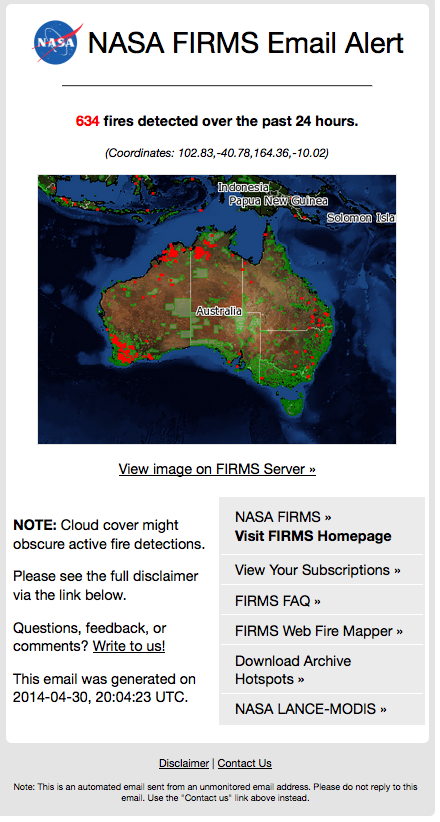 NASA
NASA FIRMS Email Alert
634 fires detected over the past 24 hours.
(Coordinates: 102.83,-40.78,164.36,-10.02)
Indonesia
Papua New Guinea
Solomon Isla
Australia
View image on FIRMS Server »
NOTE: Cloud cover might
obscure active fire detections.
Please see the full disclaimer
via the link below.
Questions, feedback, or
comments? Write to us!
This email was generated on
2014-04-30, 20:04:23 UTC.
NASA FIRMS »
Visit FIRMS Homepage
View Your Subscriptions »
FIRMS FAQ »
FIRMS Web Fire Mapper »
Download Archive
Hotspots »
NASA LANCE-MODIS »
Disclaimer | Contact Us
Note: This is an automated email sent from an unmonitored email address. Please do not reply to this
email. Use the "Contact us" link above instead.